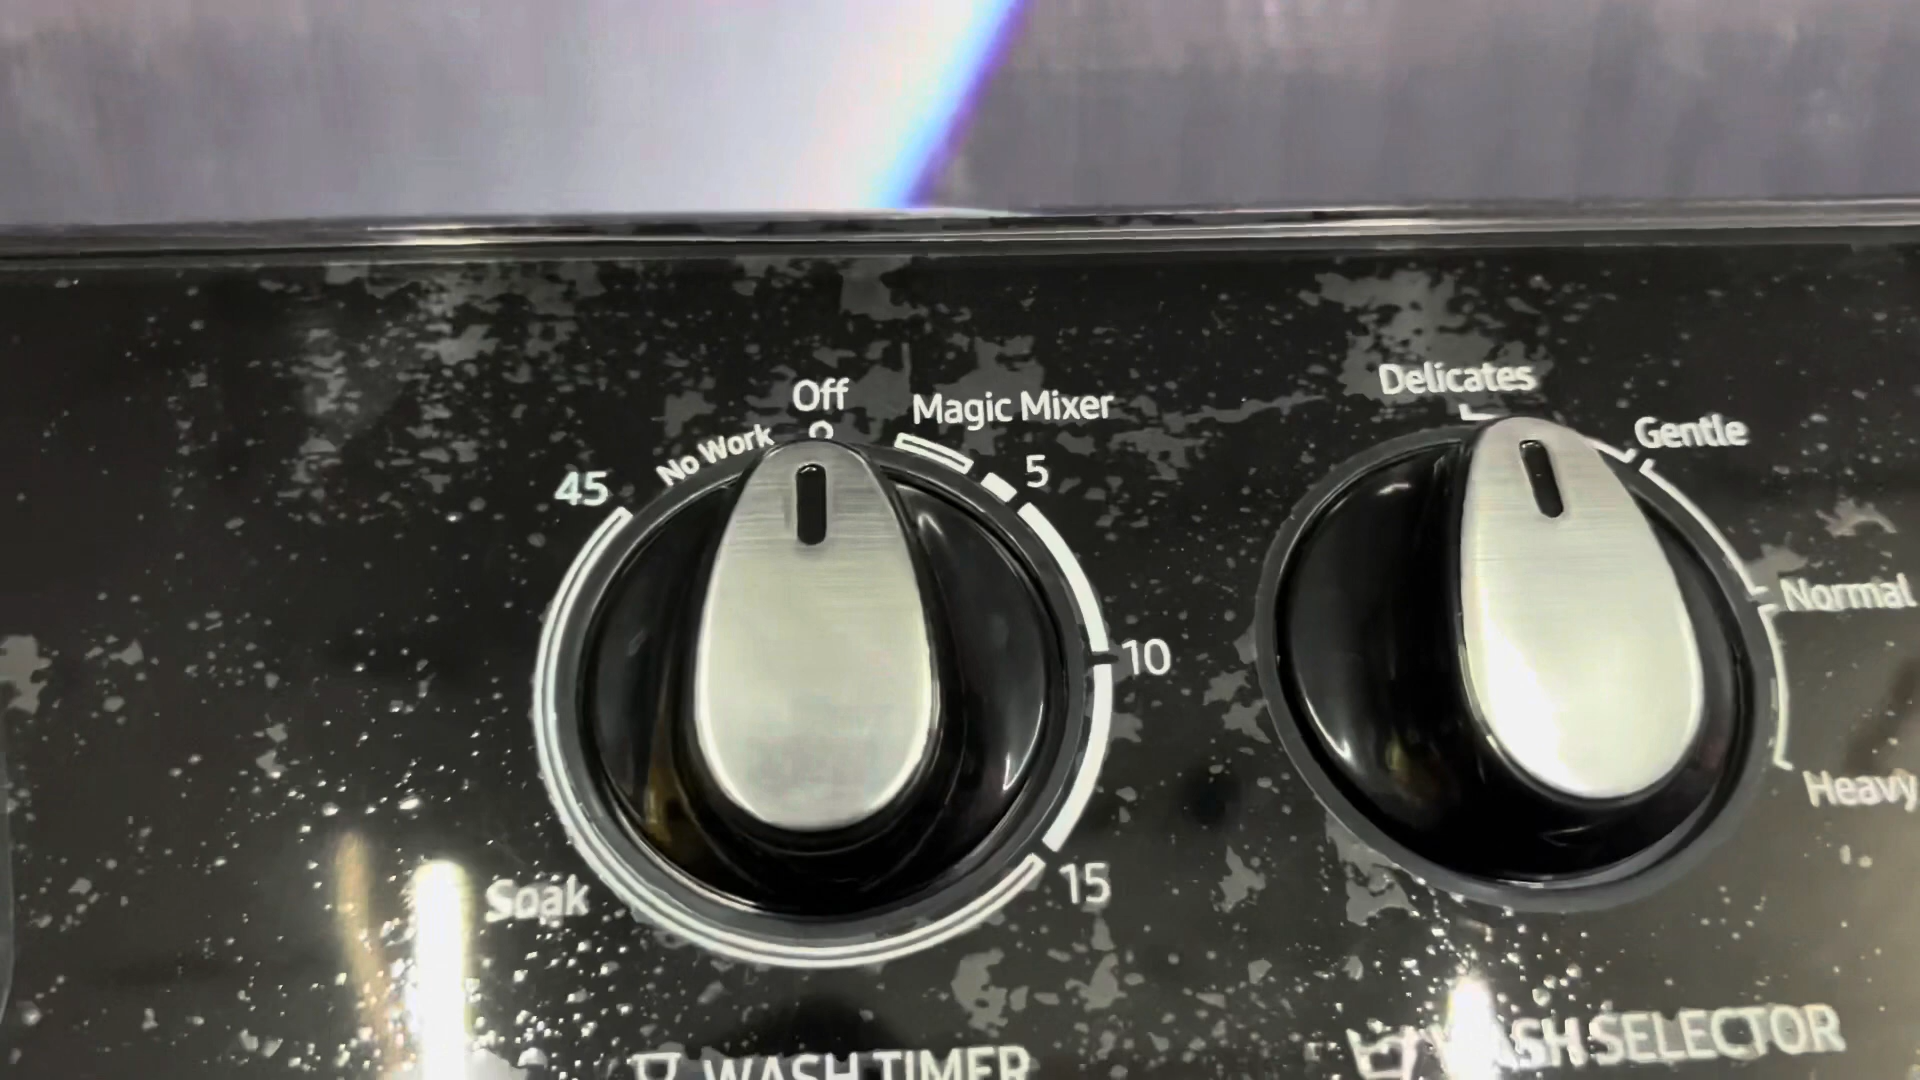 Off
Magic Mixer
No Work
5
45
10
15
Soak
WASH TIMER
Delicates
Gentle
Normal
Heavy
WASH SELECTOR